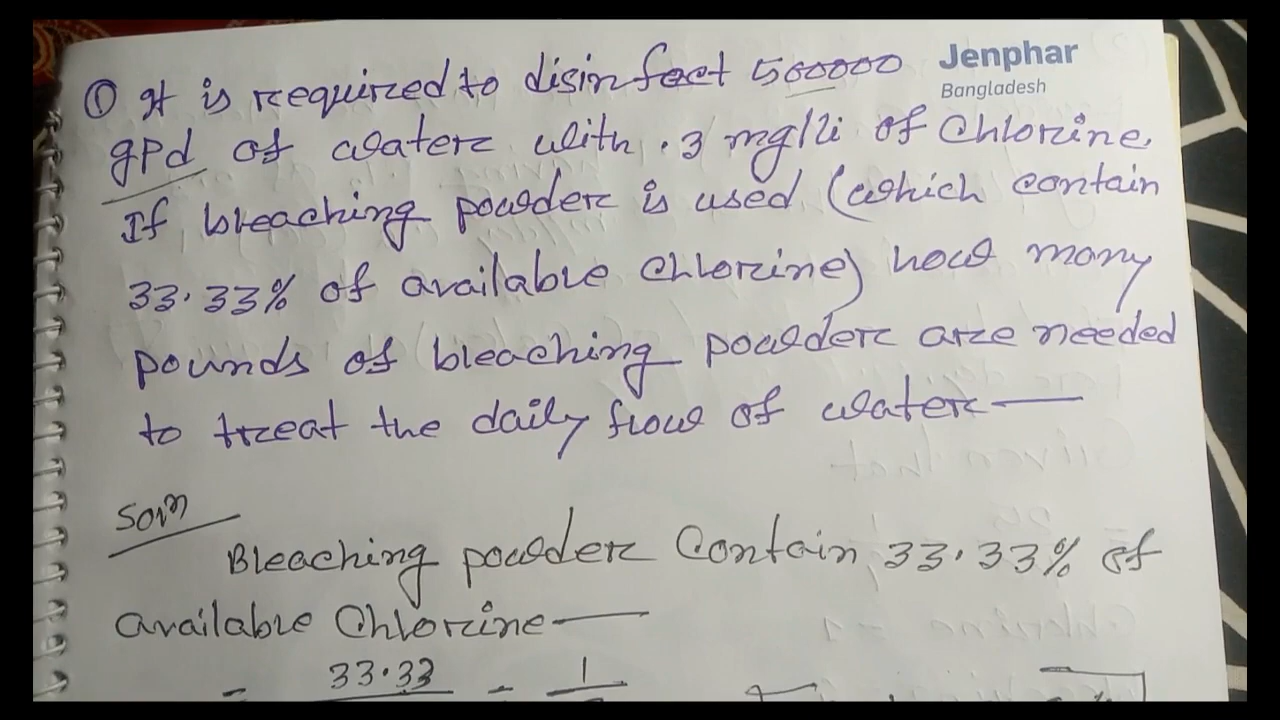 ① It is required to disinfect 500000
Jenphar
Bangladesh
gpd of water with .3 mg/li of Chlorine.
If bleaching powder is used (which contain
33.33% of available Chlorine) how many
pounds of bleaching powder are needed
to treat the daily flow of water—
Soln
Bleaching powder Contain 33.33% of
available Chlorine—
= 33.33 = 1